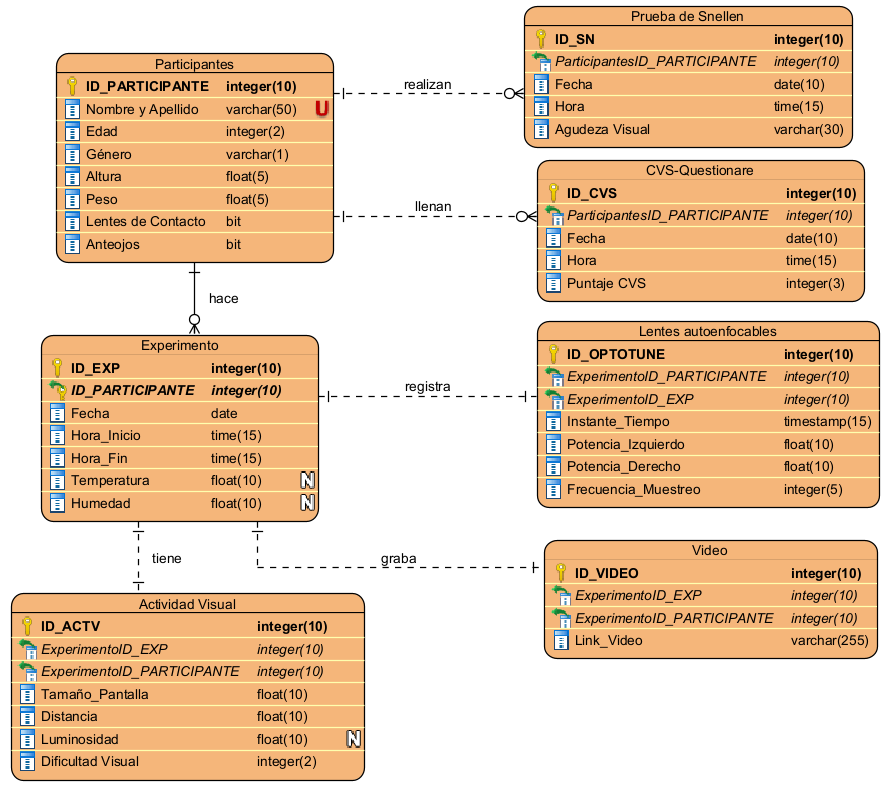 Participantes
ID_PARTICIPANTE integer(10)
Nombre y Apellido varchar(50) U
Edad integer(2)
Género varchar(1)
Altura float(5)
Peso float(5)
Lentes de Contacto bit
Anteojos bit
realizan
Prueba de Snellen
ID_SN integer(10)
ParticipantesID_PARTICIPANTE integer(10)
Fecha date(10)
Hora time(15)
Agudeza Visual varchar(30)
llenan
CVS-Questionare
ID_CVS integer(10)
ParticipantesID_PARTICIPANTE integer(10)
Fecha date(10)
Hora time(15)
Puntaje CVS integer(3)
hace
Experimento
ID_EXP integer(10)
ID_PARTICIPANTE integer(10)
Fecha date
Hora_Inicio time(15)
Hora_Fin time(15)
Temperatura float(10) N
Humedad float(10) N
registra
Lentes autoenfocables
ID_OPTOTUNE integer(10)
ExperimentoID_PARTICIPANTE integer(10)
ExperimentoID_EXP integer(10)
Instante_Tiempo timestamp(15)
Potencia_Izquierdo float(10)
Potencia_Derecho float(10)
Frecuencia_Muestreo integer(5)
tiene
graba
Video
ID_VIDEO integer(10)
ExperimentoID_EXP integer(10)
ExperimentoID_PARTICIPANTE integer(10)
Link_Video varchar(255)
Actividad Visual
ID_ACTV integer(10)
ExperimentoID_EXP integer(10)
ExperimentoID_PARTICIPANTE integer(10)
Tamaño_Pantalla float(10)
Distancia float(10)
Luminosidad float(10) N
Dificultad Visual integer(2)